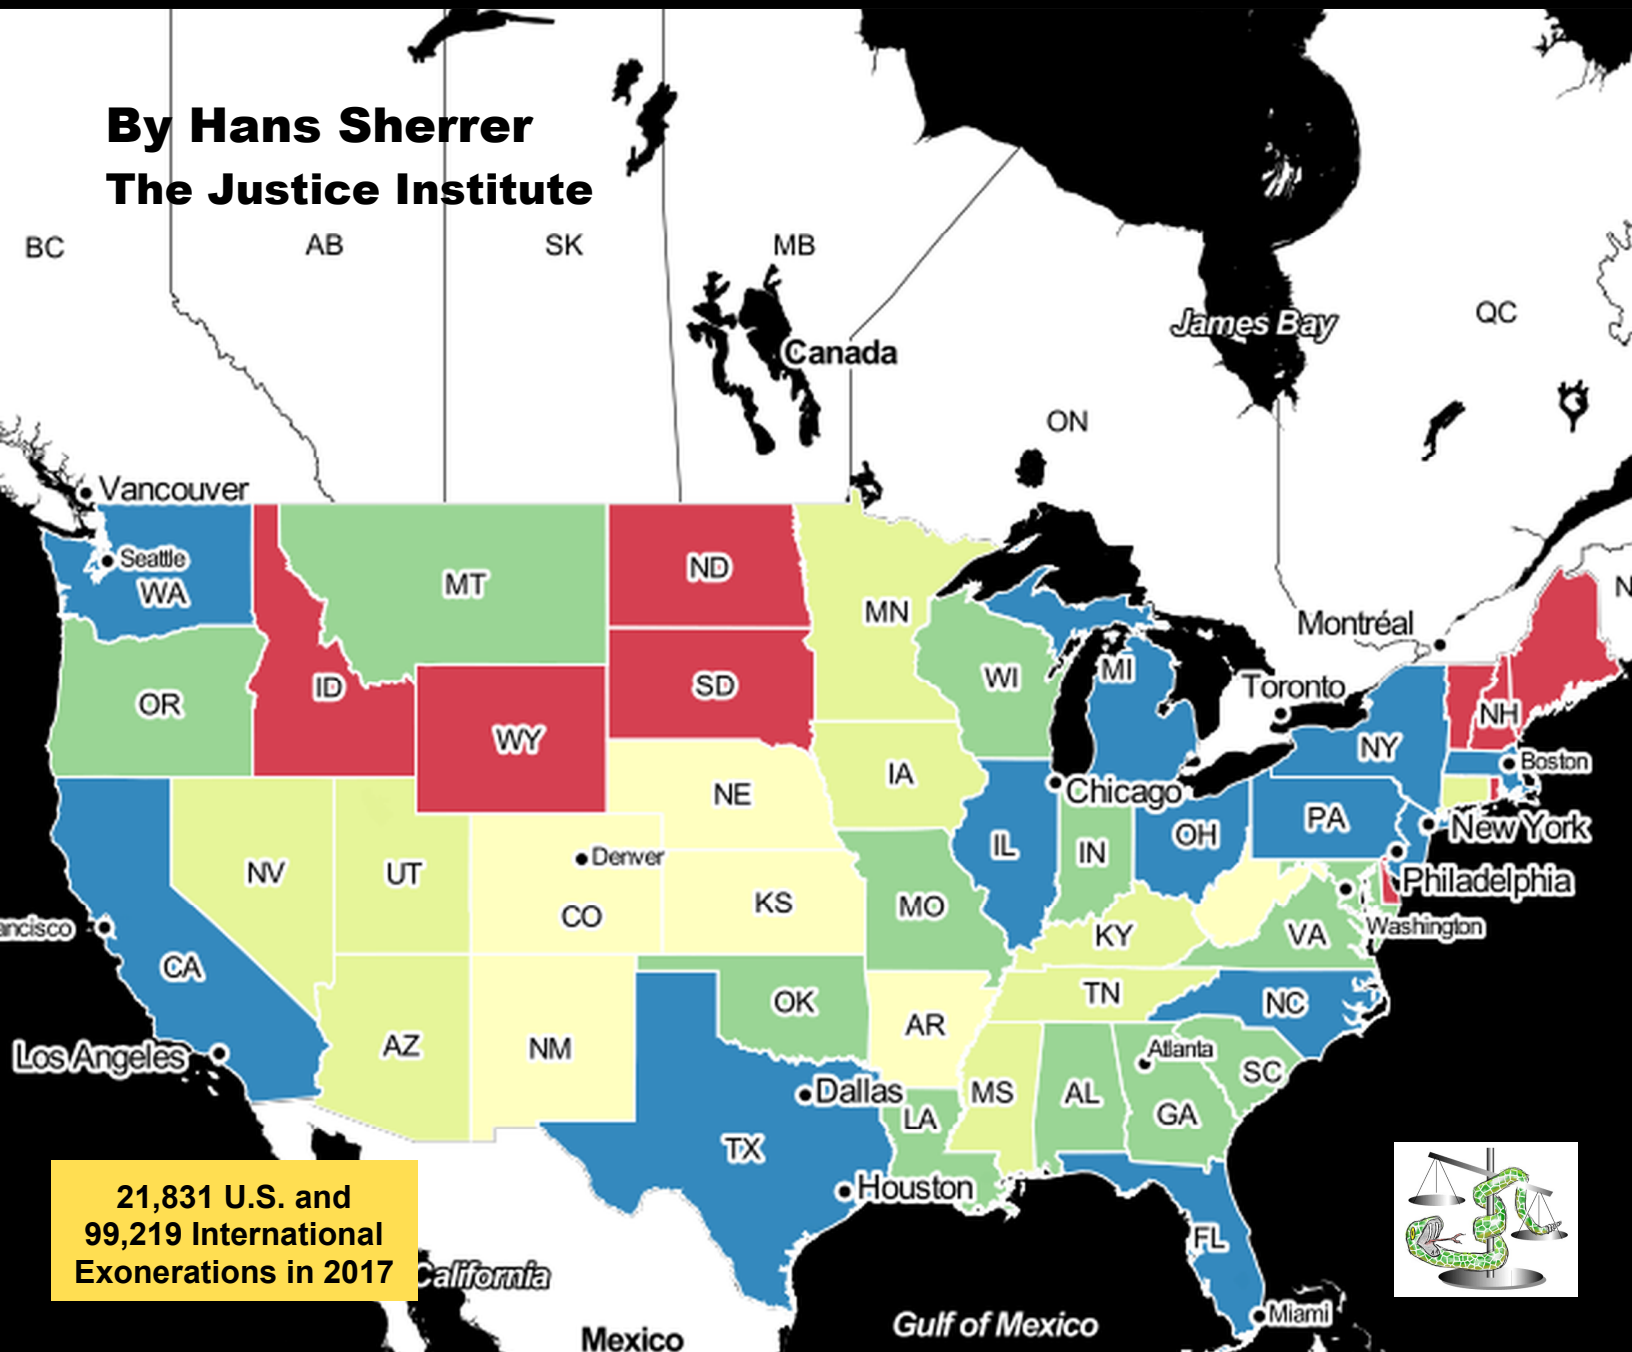 By Hans Sherrer
The Justice Institute
BC
AB
SK
MB
QC
James Bay
Canada
ON
Vancouver
Seattle
WA
MT
ND
MN
Montréal
N
OR
ID
WY
SD
WI
MI
Toronto
NH
NY
Boston
NE
IA
Chicago
NV
UT
Denver
CO
KS
MO
IL
IN
OH
PA
New York
Philadelphia
Washington
ancisco
CA
KY
VA
AZ
NM
OK
AR
TN
NC
Los Angeles
Atlanta
SC
Dallas
LA
MS
AL
GA
TX
Houston
FL
21,831 U.S. and
99,219 International
Exonerations in 2017
California
Mexico
Gulf of Mexico
Miami